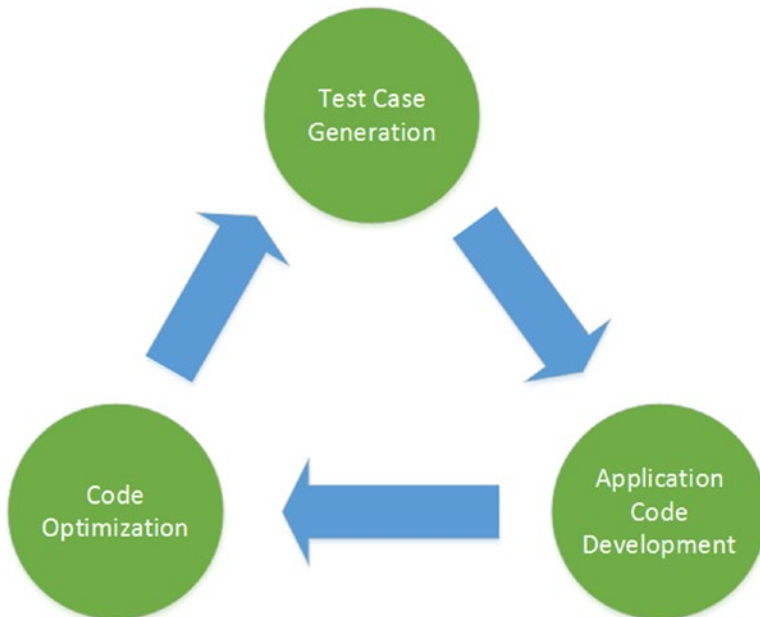 Test Case
Generation
Code
Optimization
Application
Code
Development